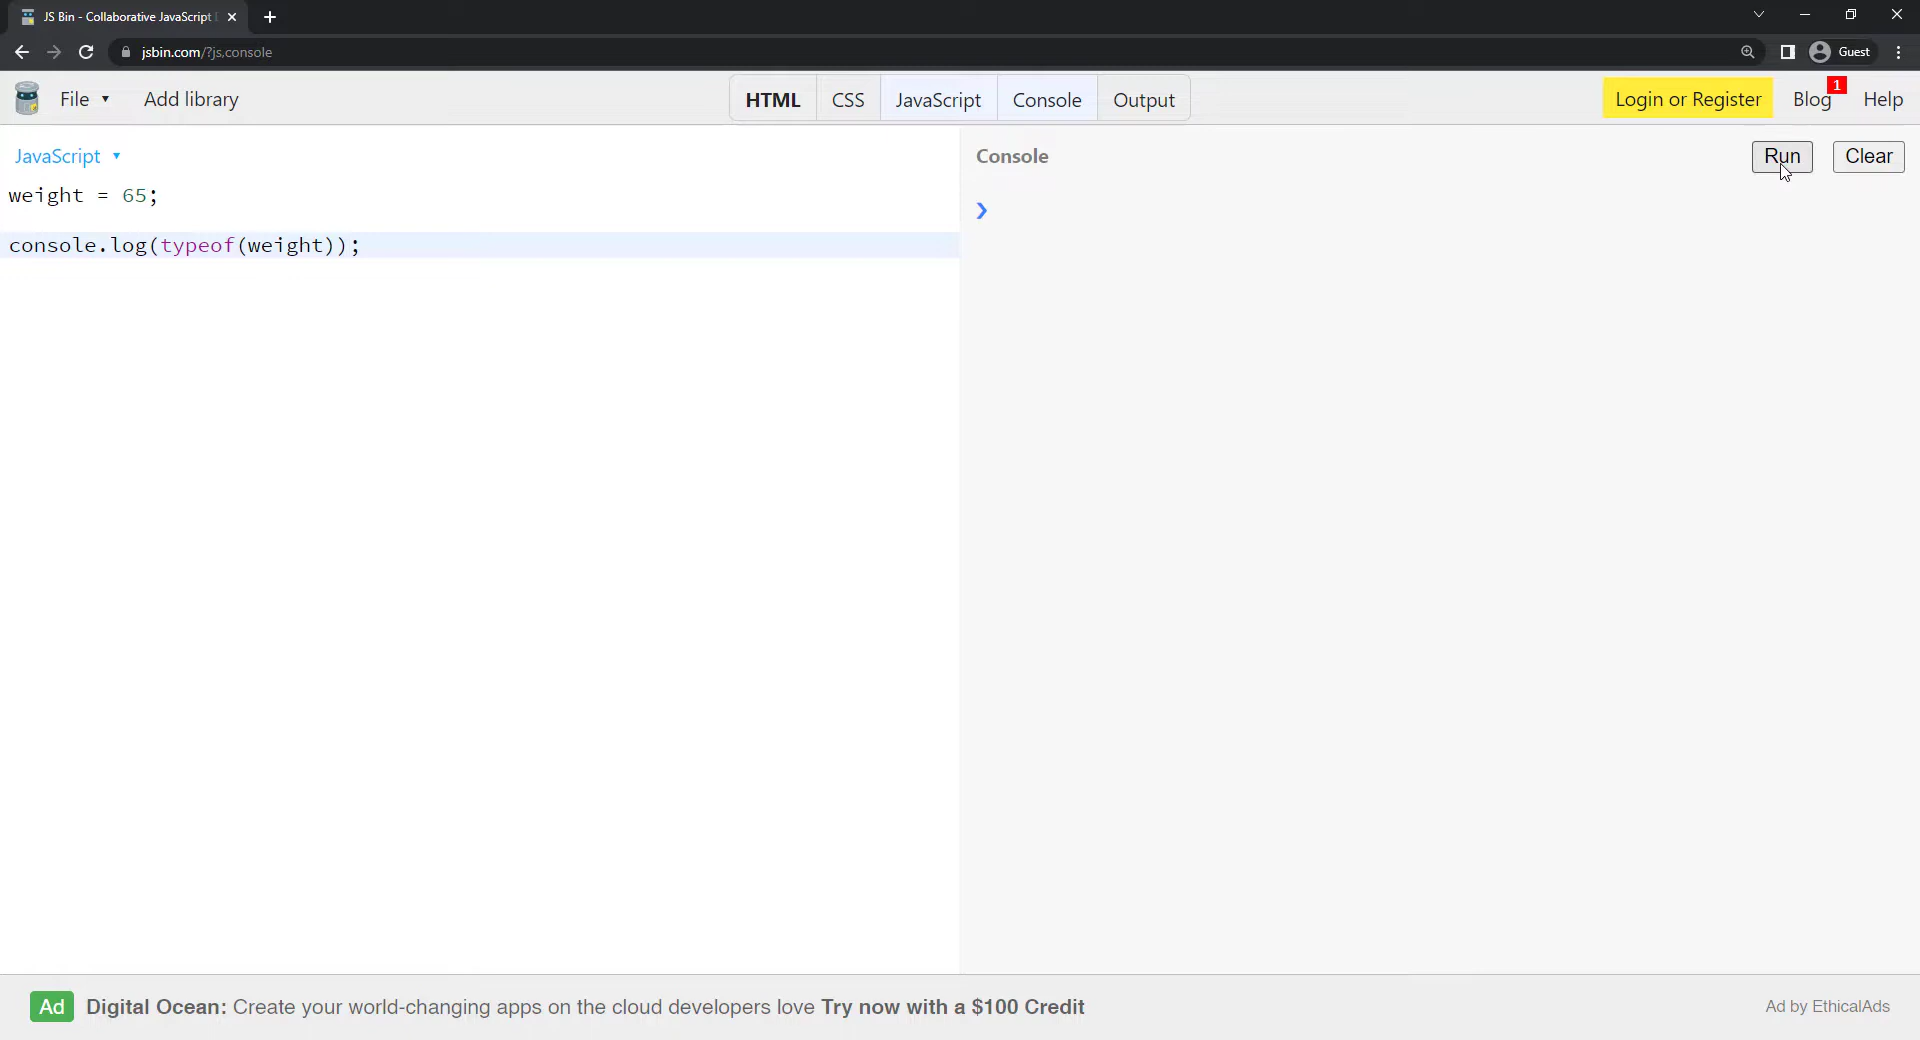 JS Bin - Collaborative JavaScript
jsbin.com/?js,console
Guest
File
Add library
HTML
CSS
JavaScript
Console
Output
Login or Register
Blog
1
Help
JavaScript
Console
Run
Clear
weight = 65;
console.log(typeof(weight));
Ad
Digital Ocean: Create your world-changing apps on the cloud developers love Try now with a $100 Credit
Ad by EthicalAds